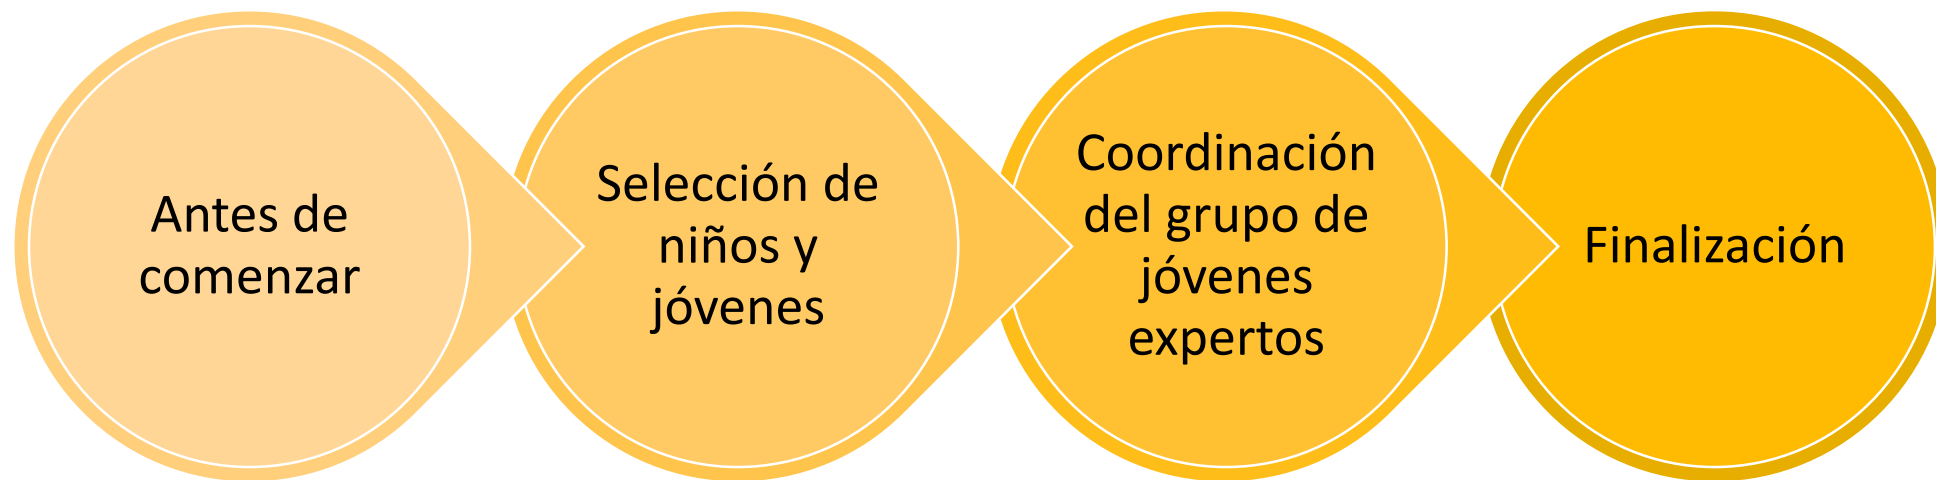 Antes de
comenzar
Selección de
niños y
jóvenes
Coordinación
del grupo de
jóvenes
expertos
Finalización